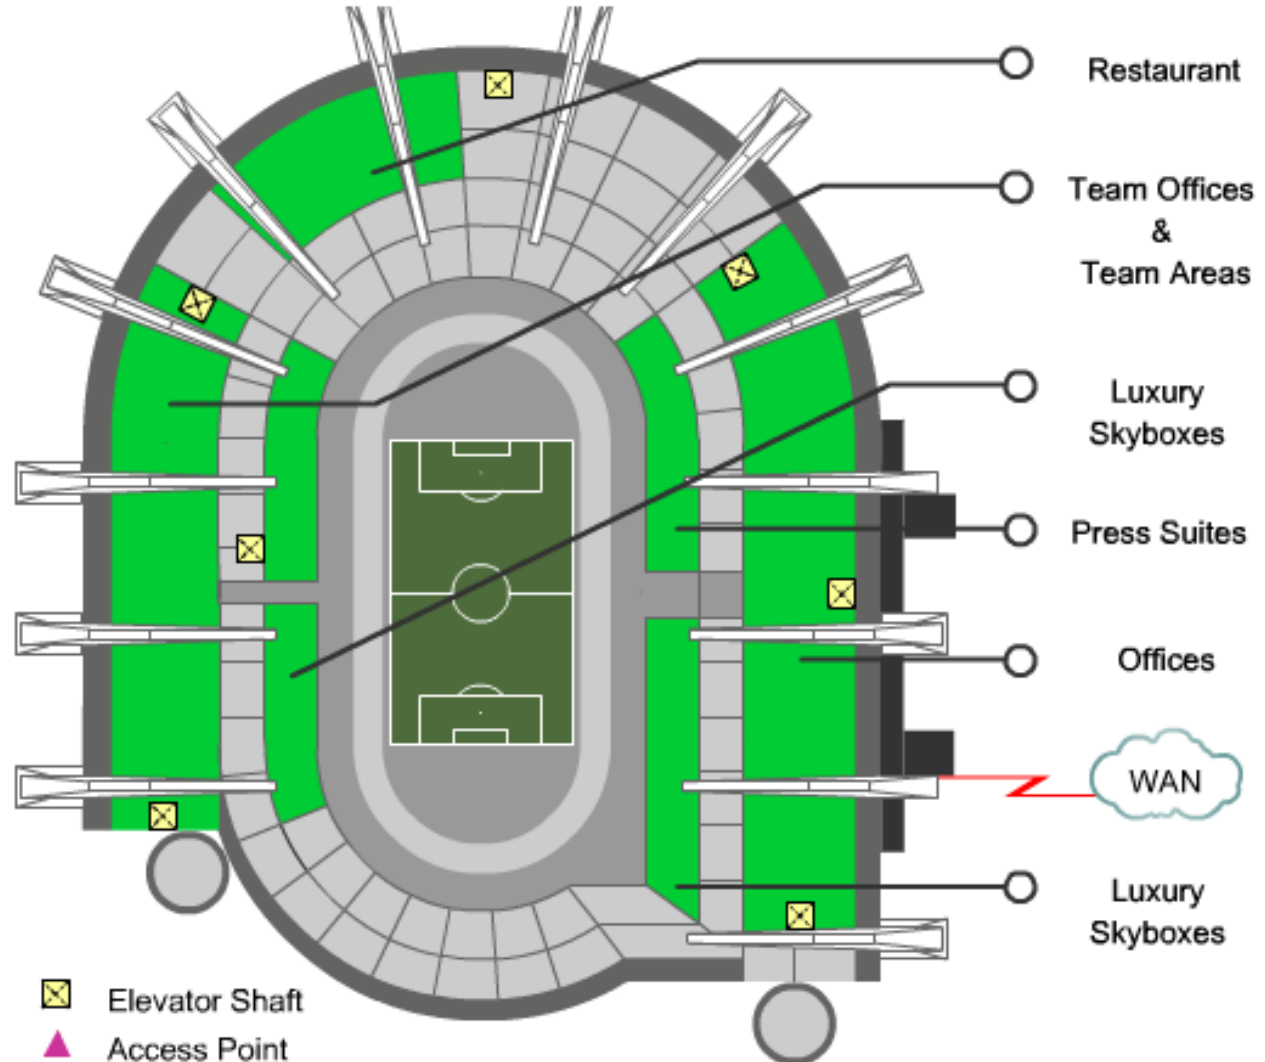 Restaurant
Team Offices
&
Team Areas
Luxury
Skyboxes
Press Suites
Offices
WAN
Luxury
Skyboxes
Elevator Shaft
Access Point